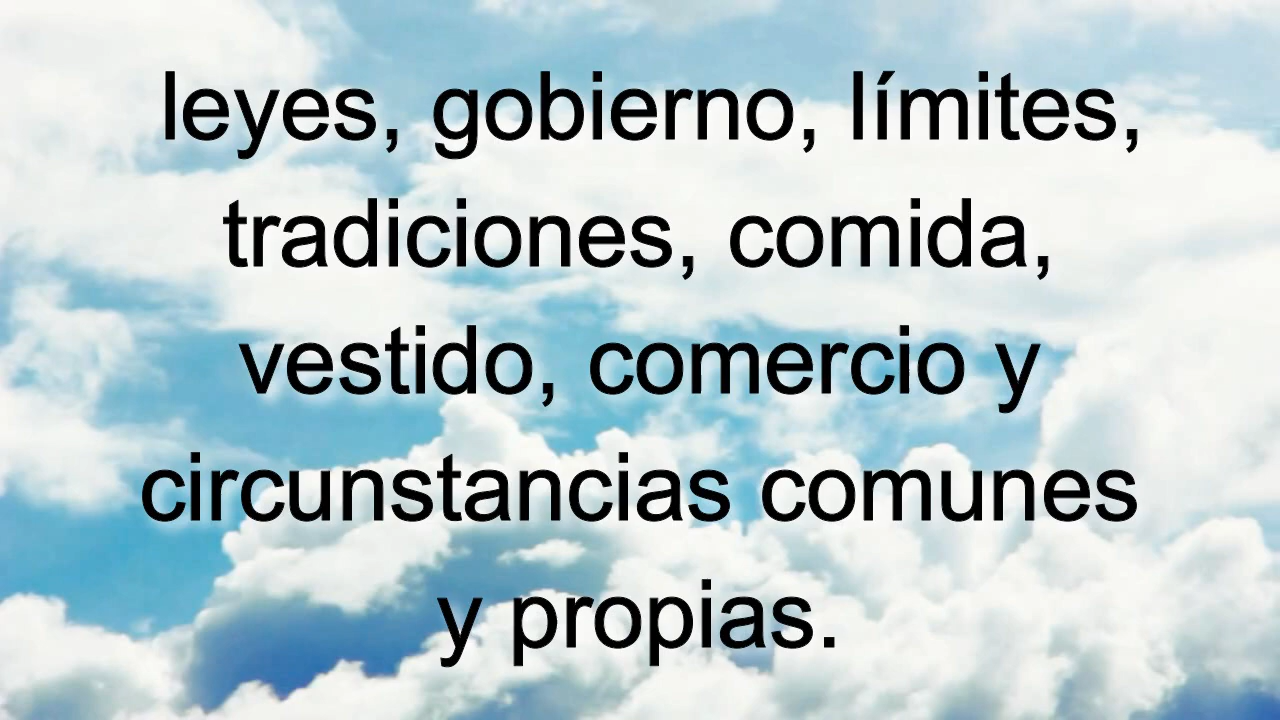 leyes, gobierno, límites,
tradiciones, comida,
vestido, comercio y
circunstancias comunes
y propias.